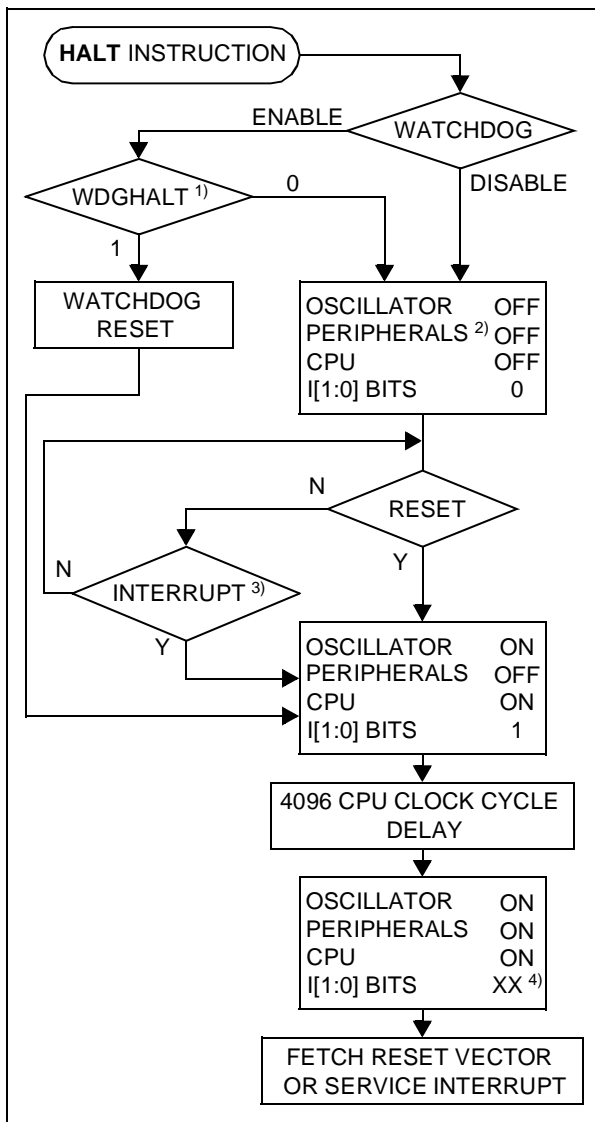 HALT INSTRUCTION
ENABLE
WATCHDOG
WDGHALT 1)
0
DISABLE
1
WATCHDOG
RESET
OSCILLATOR OFF
PERIPHERALS 2) OFF
CPU OFF
I[1:0] BITS 0
N
RESET
Y
N
INTERRUPT 3)
Y
OSCILLATOR ON
PERIPHERALS OFF
CPU ON
I[1:0] BITS 1
4096 CPU CLOCK CYCLE
DELAY
OSCILLATOR ON
PERIPHERALS ON
CPU ON
I[1:0] BITS XX 4)
FETCH RESET VECTOR
OR SERVICE INTERRUPT